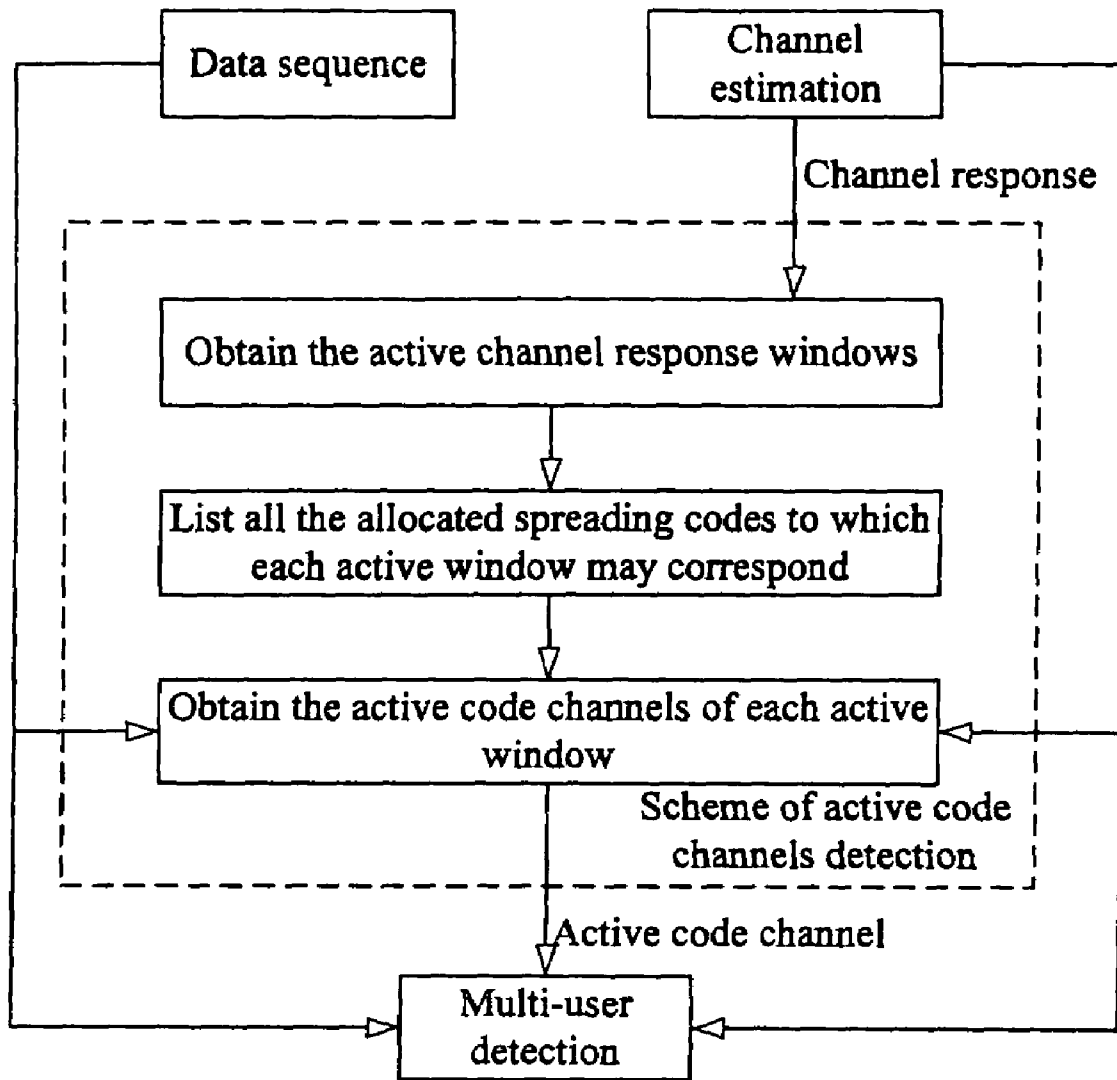 Data sequence
Channel
estimation
Channel response
Obtain the active channel response windows
List all the allocated spreading codes to which
each active window may correspond
Obtain the active code channels of each active
window
Scheme of active code
channels detection
Active code channel
Multi-user
detection